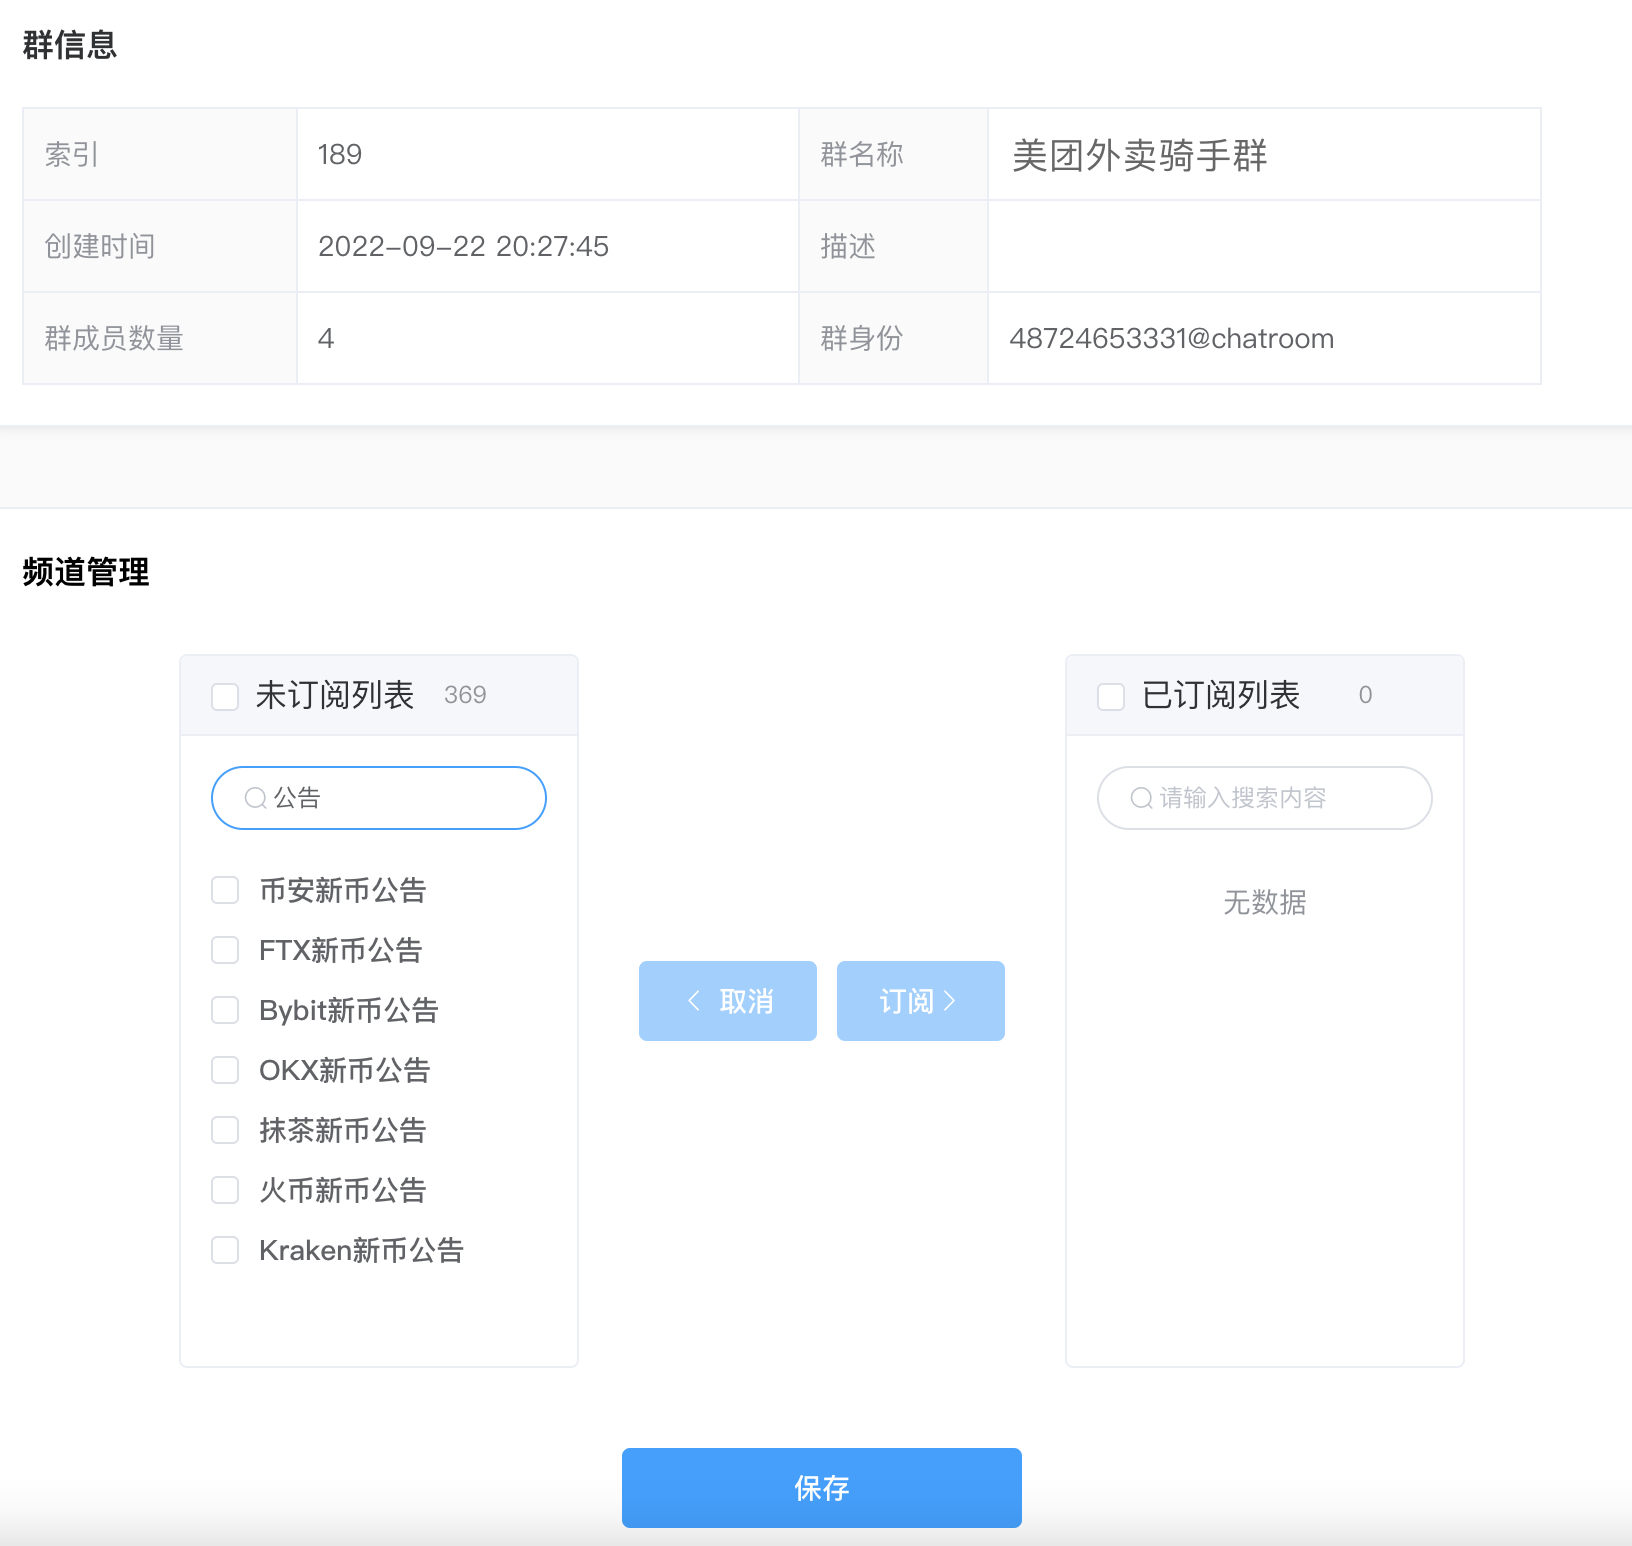 群信息
索引 189 群名称 美团外卖骑手群
创建时间 2022-09-22 20:27:45 描述
群成员数量 4 群身份 48724653331@chatroom
频道管理
未订阅列表 369
公告
币安新币公告
FTX新币公告
Bybit新币公告
OKX新币公告
抹茶新币公告
火币新币公告
Kraken新币公告
取消
订阅
已订阅列表 0
请输入搜索内容
无数据
保存